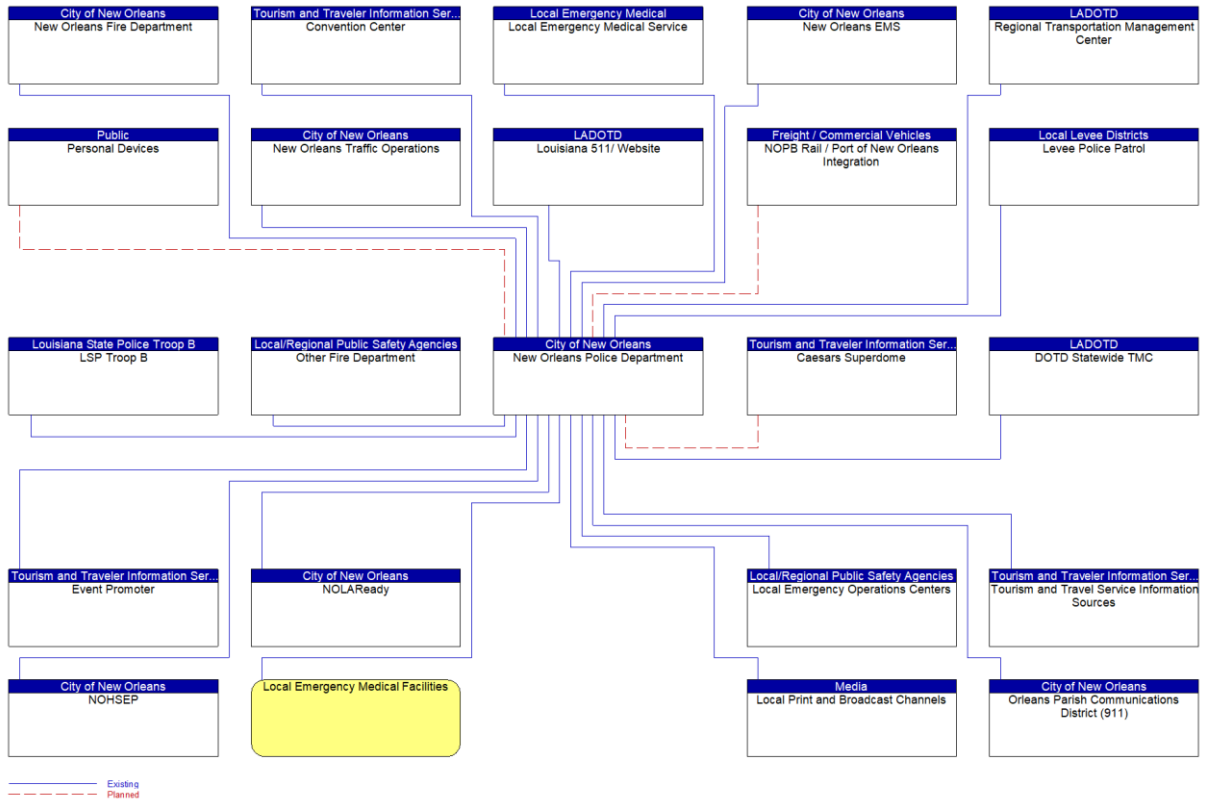 City of New Orleans
New Orleans Fire Department
Tourism and Traveler Information Ser...
Convention Center
Local Emergency Medical
Local Emergency Medical Service
City of New Orleans
New Orleans EMS
LADOTD
Regional Transportation Management
Center
Public
Personal Devices
City of New Orleans
New Orleans Traffic Operations
LADOTD
Louisiana 511/ Website
Freight / Commercial Vehicles
NOPB Rail / Port of New Orleans
Integration
Local Levee Districts
Levee Police Patrol
Louisiana State Police Troop B
LSP Troop B
Local/Regional Public Safety Agencies
Other Fire Department
City of New Orleans
New Orleans Police Department
Tourism and Traveler Information Ser...
Caesars Superdome
LADOTD
DOTD Statewide TMC
Tourism and Traveler Information Ser...
Event Promoter
City of New Orleans
NOLAReady
Local/Regional Public Safety Agencies
Local Emergency Operations Centers
Tourism and Traveler Information Ser...
Tourism and Travel Service Information
Sources
City of New Orleans
NOHSEP
Local Emergency Medical Facilities
Media
Local Print and Broadcast Channels
City of New Orleans
Orleans Parish Communications
District (911)
Existing
Planned